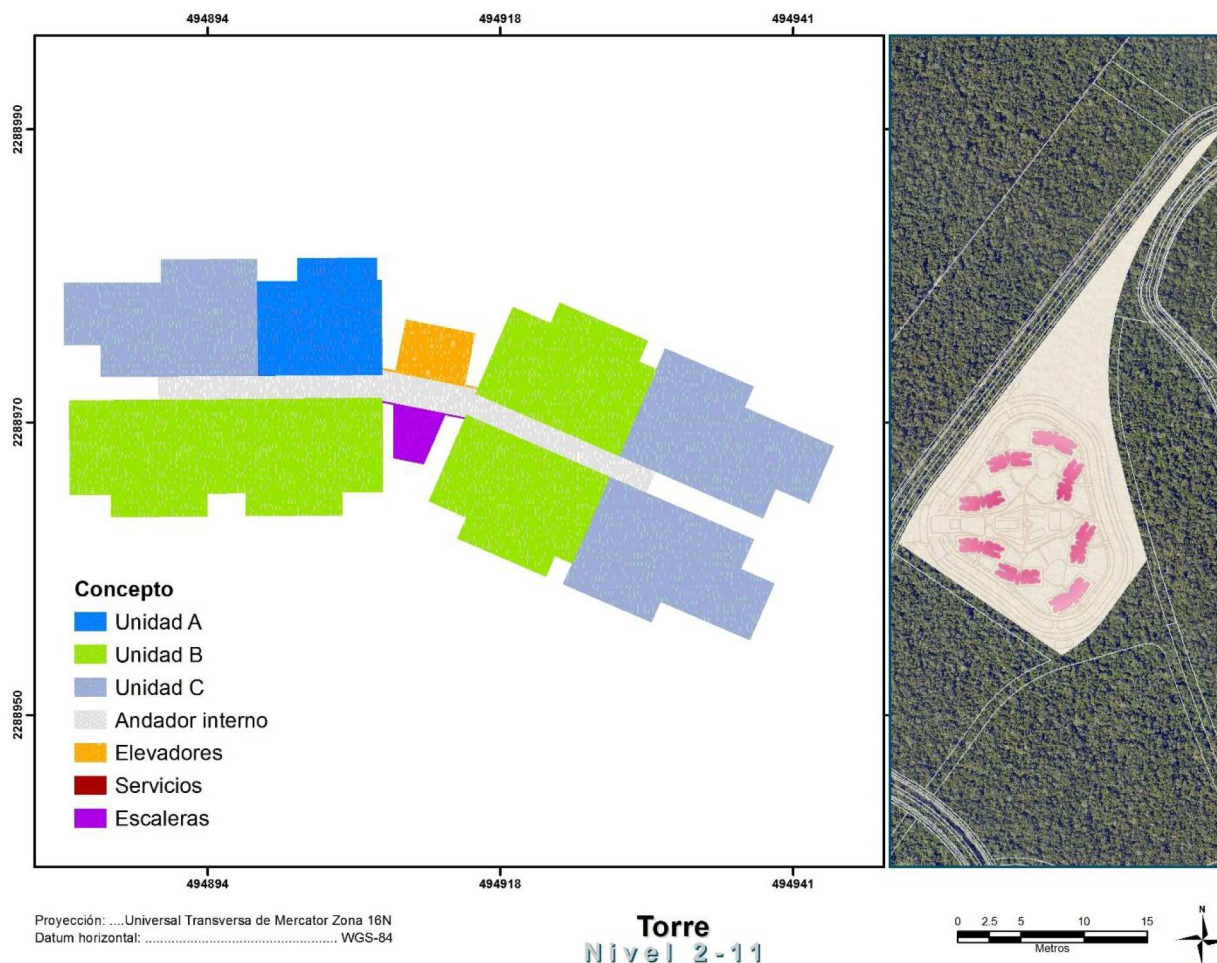 494894 494918 494941
2288990
2288970
2288950
Concepto
Unidad A
Unidad B
Unidad C
Andador interno
Elevadores
Servicios
Escaleras
494894 494918 494941
Proyección: ....Universal Transversa de Mercator Zona 16N
Datum horizontal: .................................................. WGS-84
Torre
Nivel 2-11
0 2.5 5 10 15
Metros
N